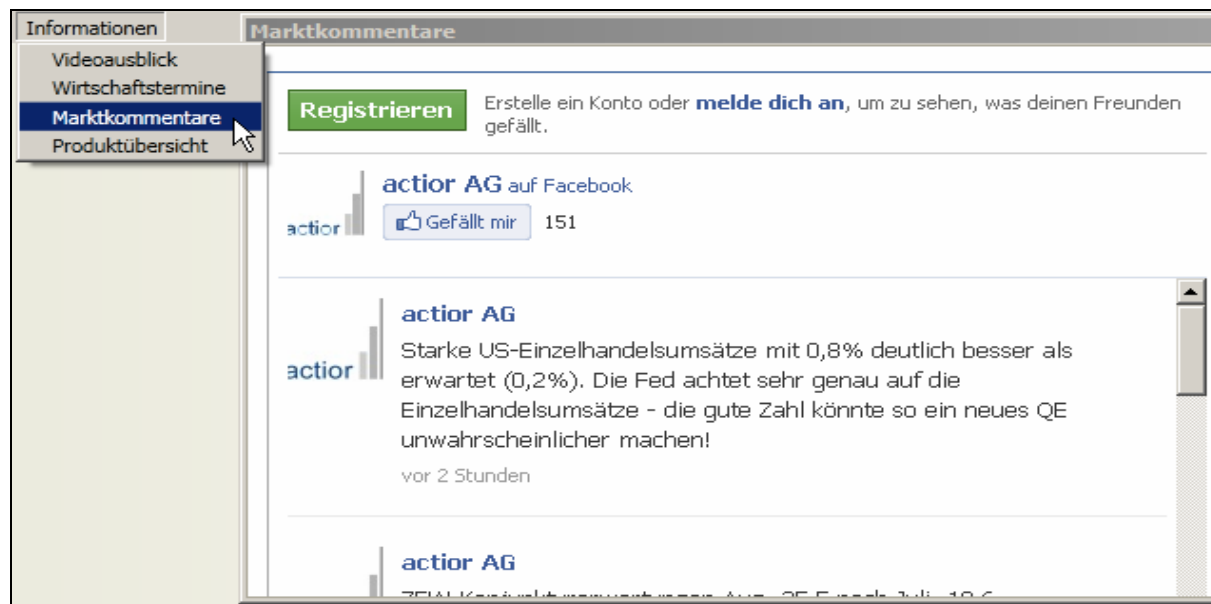 Informationen
Videoausblick
Wirtschaftstermine
Marktkommentare
Produktübersicht
Marktkommentare
Registrieren
Erstelle ein Konto oder melde dich an, um zu sehen, was deinen Freunden
gefällt.
actior
actior AG auf Facebook
Gefällt mir 151
actior
actior AG
Starke US-Einzelhandelsumsätze mit 0,8% deutlich besser als
erwartet (0,2%). Die Fed achtet sehr genau auf die
Einzelhandelsumsätze - die gute Zahl könnte so ein neues QE
unwahrscheinlicher machen!
vor 2 Stunden
actior AG